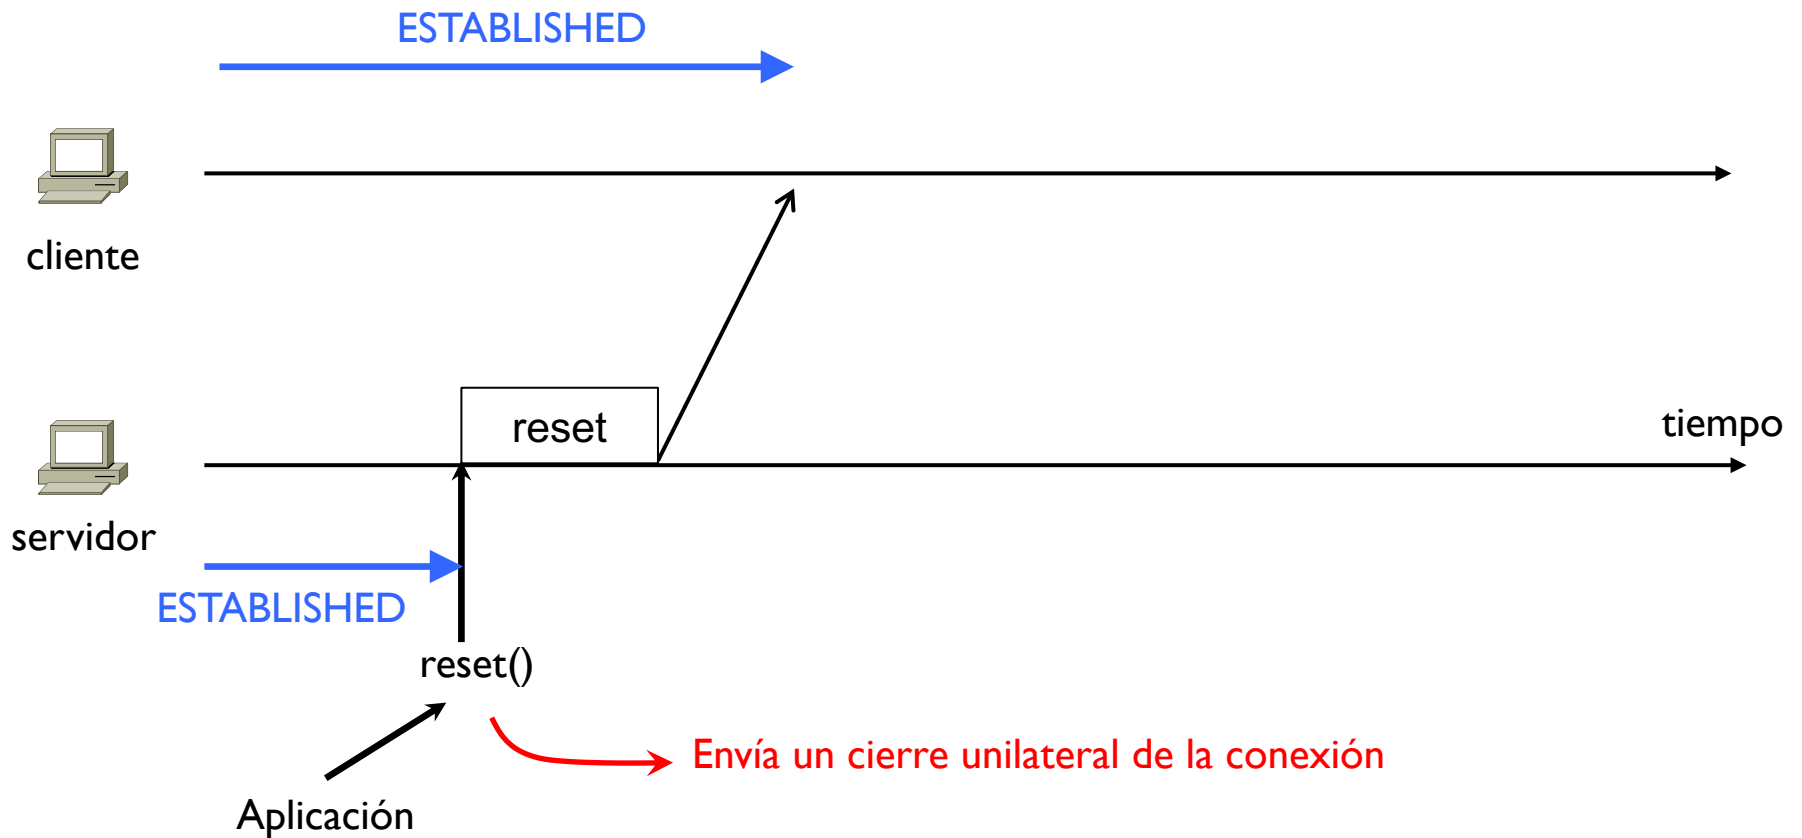 ESTABLISHED
cliente
reset
tiempo
servidor
ESTABLISHED
reset()
Envía un cierre unilateral de la conexión
Aplicación